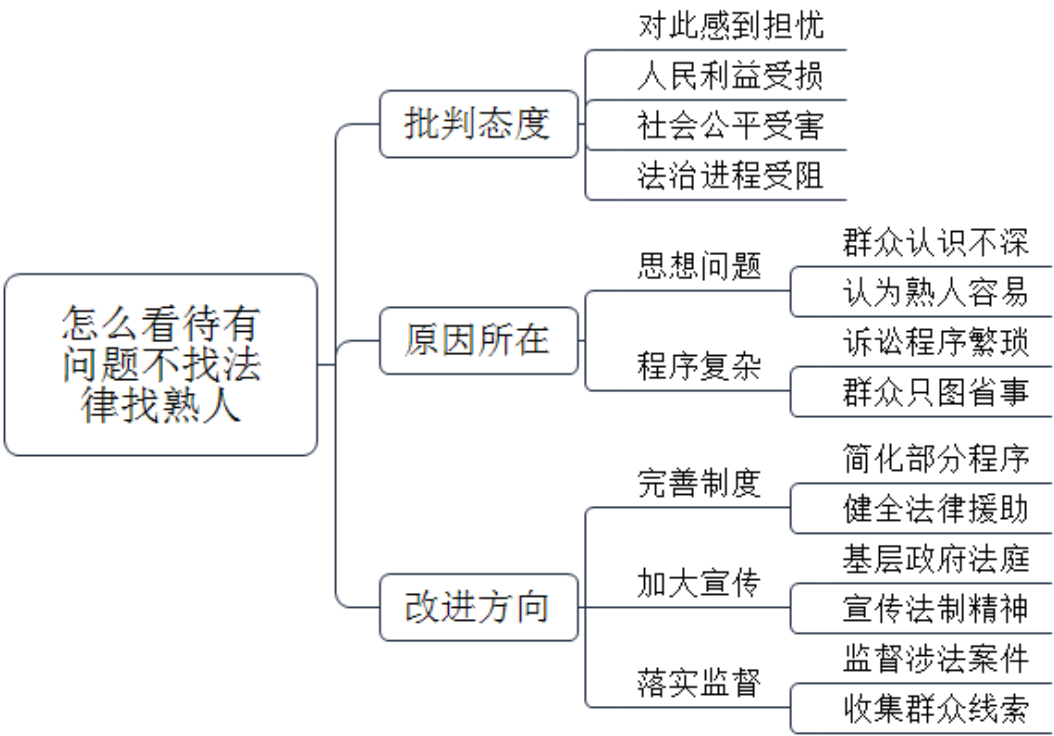 怎么看待有
问题不找法
律找熟人
批判态度
对此感到担忧
人民利益受损
社会公平受害
法治进程受阻
原因所在
思想问题
群众认识不深
认为熟人容易
程序复杂
诉讼程序繁琐
群众只图省事
改进方向
完善制度
简化部分程序
健全法律援助
加大宣传
基层政府法庭
宣传法制精神
落实监督
监督涉法案件
收集群众线索